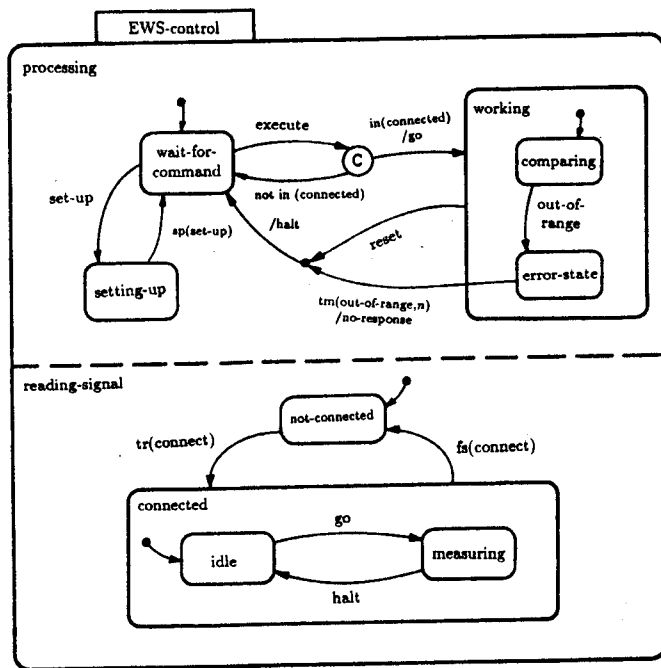 EWS-control
processing
execute
in(connected)
/go
working
wait-for-
command
C
comparing
not in (connected)
set-up
sp(set-up)
/halt
reset
out-of-
range
setting-up
error-state
tm(out-of-range,n)
/no-response
reading-signal
not-connected
tr(connect)
fs(connect)
connected
go
idle
measuring
halt